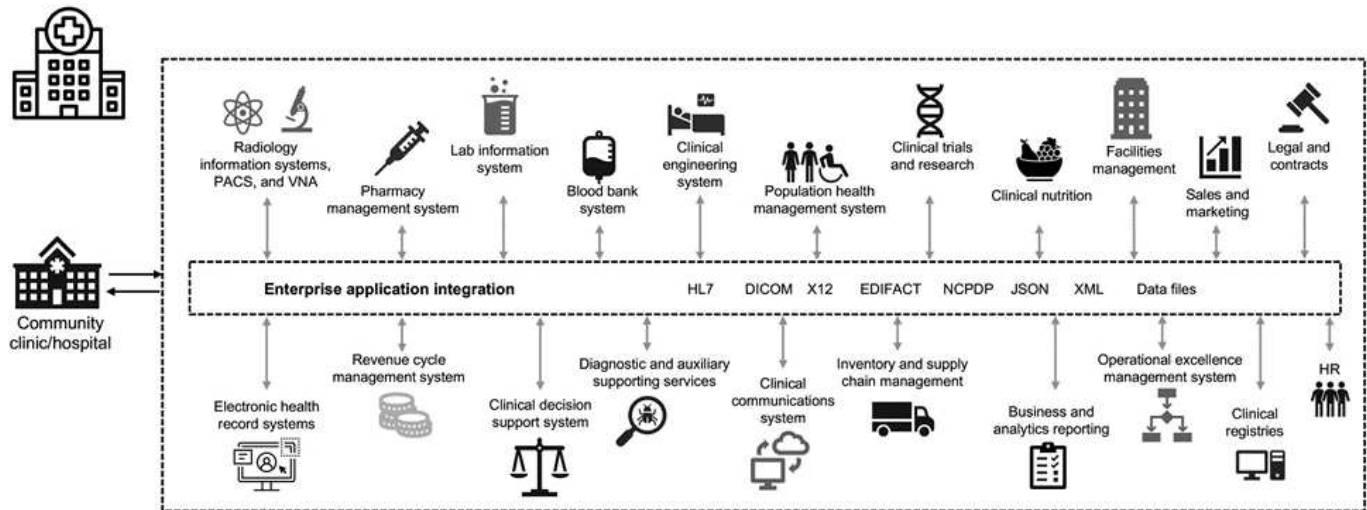 Radiology
information systems,
PACS, and VNA
Pharmacy
management system
Lab information
system
Blood bank
system
Clinical
engineering
system
Population health
management system
Clinical trials
and research
Clinical nutrition
Facilities
management
Sales and
marketing
Legal and
contracts
Community
clinic/hospital
Enterprise application integration HL7 DICOM X12 EDIFACT NCPDP JSON XML Data files
Electronic health
record systems
Revenue cycle
management system
Clinical decision
support system
Diagnostic and auxiliary
supporting services
Clinical
communications
system
Inventory and supply
chain management
Business and
analytics reporting
Operational excellence
management system
Clinical
registries
HR